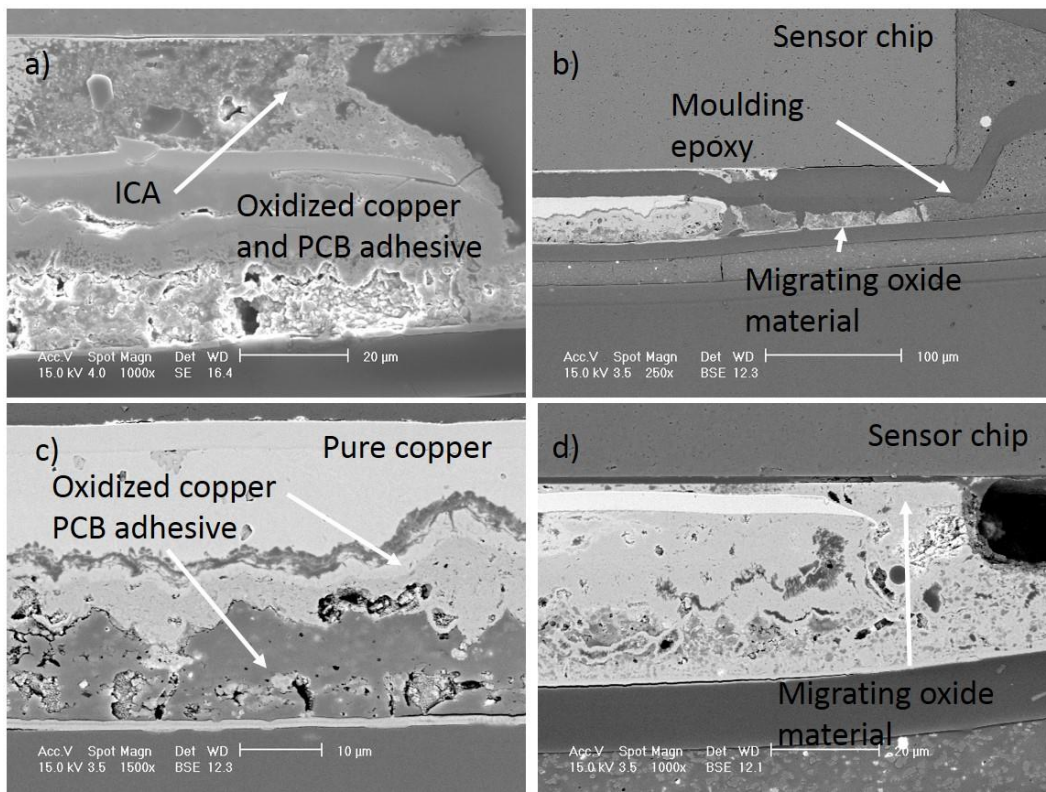 a)
ICA
Oxidized copper
and PCB adhesive
Acc.V Spot Magn Det WD
15.0 kV 4.0 1000x SE 16.4
20 µm
b)
Sensor chip
Moulding
epoxy
Migrating oxide
material
Acc.V Spot Magn Det WD
15.0 kV 3.5 250x BSE 12.3
100 µm
c)
Pure copper
Oxidized copper
PCB adhesive
Acc.V Spot Magn Det WD
15.0 kV 3.5 1500x BSE 12.3
10 µm
d)
Sensor chip
Migrating oxide
material
Acc.V Spot Magn Det WD
15.0 kV 3.5 1000x BSE 12.1
20 µm